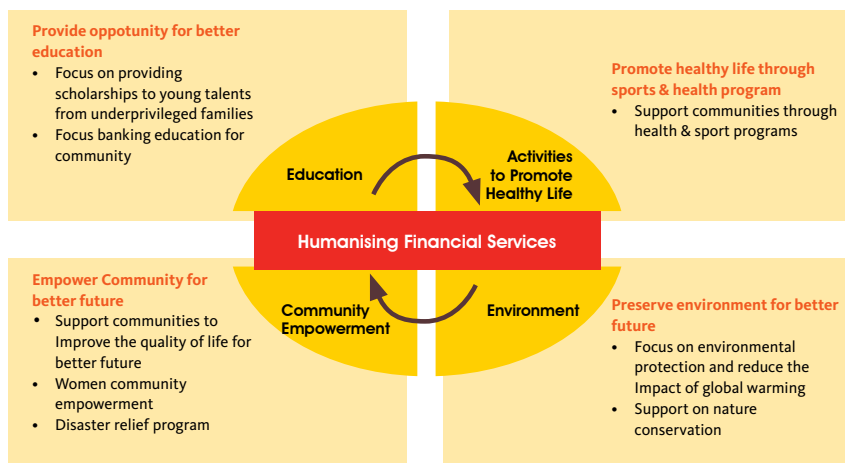 Provide oppotunity for better
education
• Focus on providing
scholarships to young talents
from underprivileged families
• Focus banking education for
community
Promote healthy life through
sports & health program
• Support communities through
health & sport programs
Education
Activities
to Promote
Healthy Life
Humanising Financial Services
Community
Empowerment
Environment
Empower Community for
better future
• Support communities to
Improve the quality of life for
better future
• Women community
empowerment
• Disaster relief program
Preserve environment for better
future
• Focus on environmental
protection and reduce the
Impact of global warming
• Support on nature
conservation